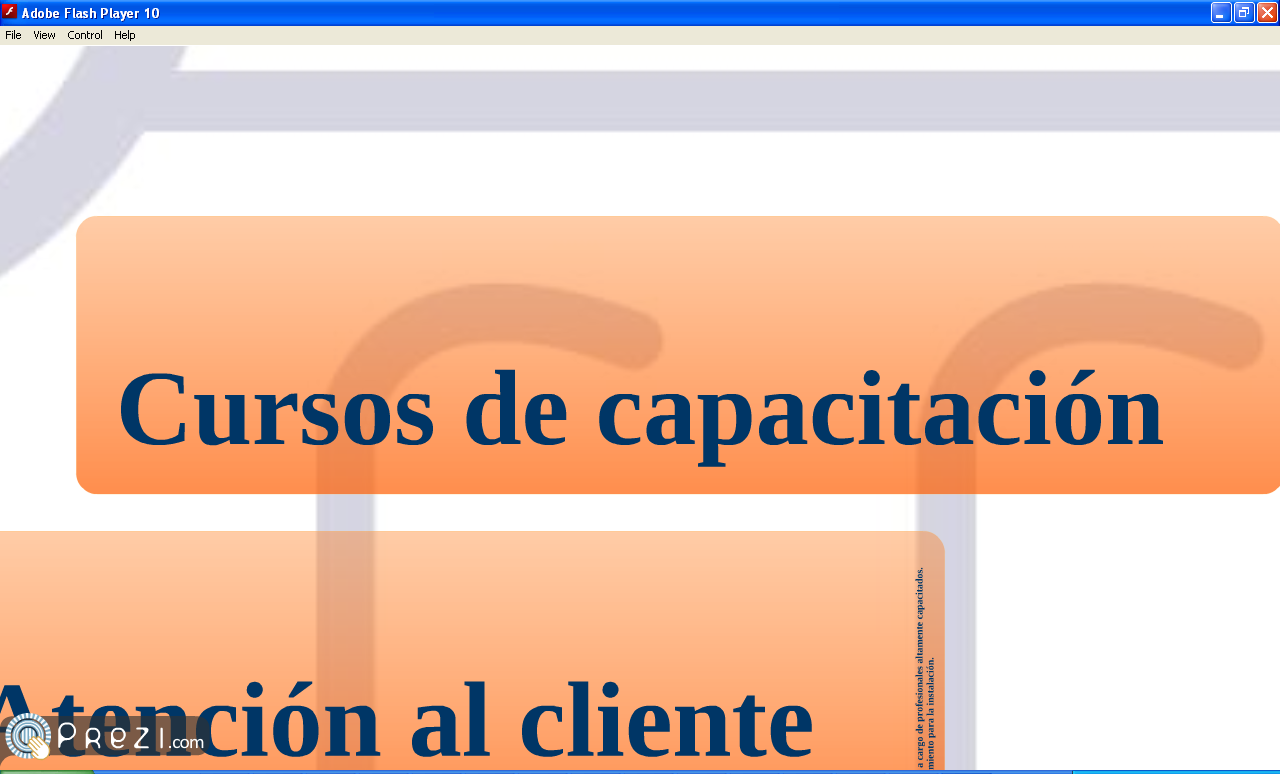 Adobe Flash Player 10
File View Control Help
Cursos de capacitación
Atención al cliente
a cargo de profesionales altamente capacitados.
miento para la instalación.
PREZI.com